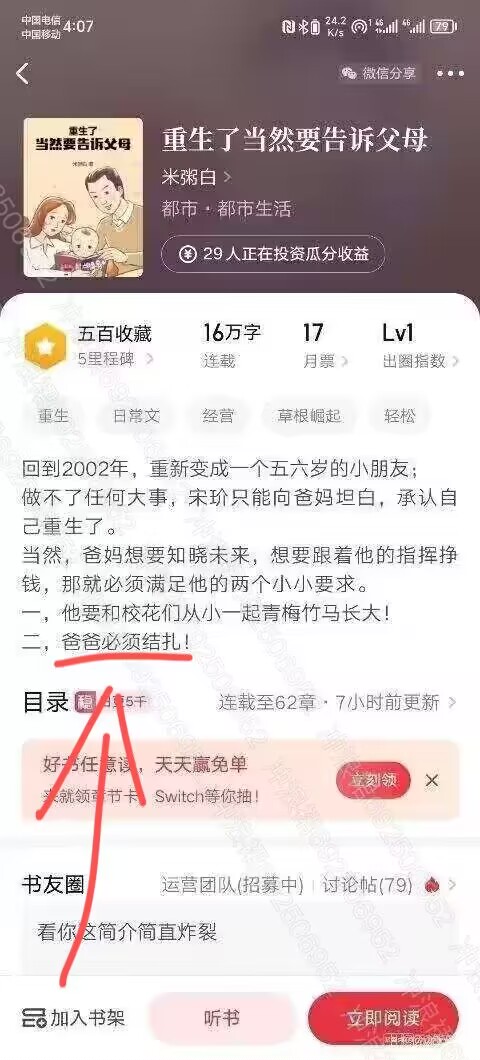 中国电信
中国移动
4:07
24.2
K/s
79
微信分享
重生了
当然要告诉父母
米粥白 著
重生了当然要告诉父母
米粥白
都市·都市生活
29人正在投资瓜分收益
五百收藏
5里程碑
16万字
连载
17
月票
Lv1
出圈指数
重生
日常文
经营
草根崛起
轻松
回到2002年，重新变成一个五六岁的小朋友；
做不了任何大事，宋玠只能向爸妈坦白，承认自
己重生了。
当然，爸妈想要知晓未来，想要跟着他的指挥挣
钱，那就必须满足他的两个小小要求。
一，他要和校花们从小一起青梅竹马长大！
二，爸爸必须结扎！
目录
稳
日更5千
连载至62章·7小时前更新
好书任意读，天天赢免单
来就领章节卡，Switch等你抽！
立刻领
书友圈
运营团队(招募中)
讨论帖(79)
看你这简介简直炸裂
加入书架
听书
立即阅读